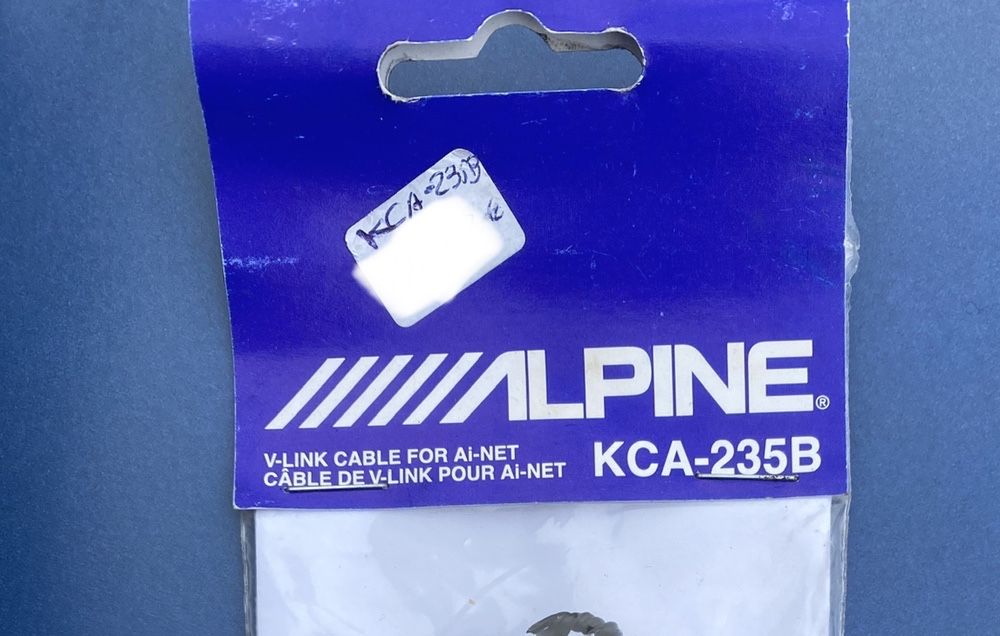 KCA-235B
ALPINE®
V-LINK CABLE FOR Ai-NET
CÂBLE DE V-LINK POUR Ai-NET
KCA-235B